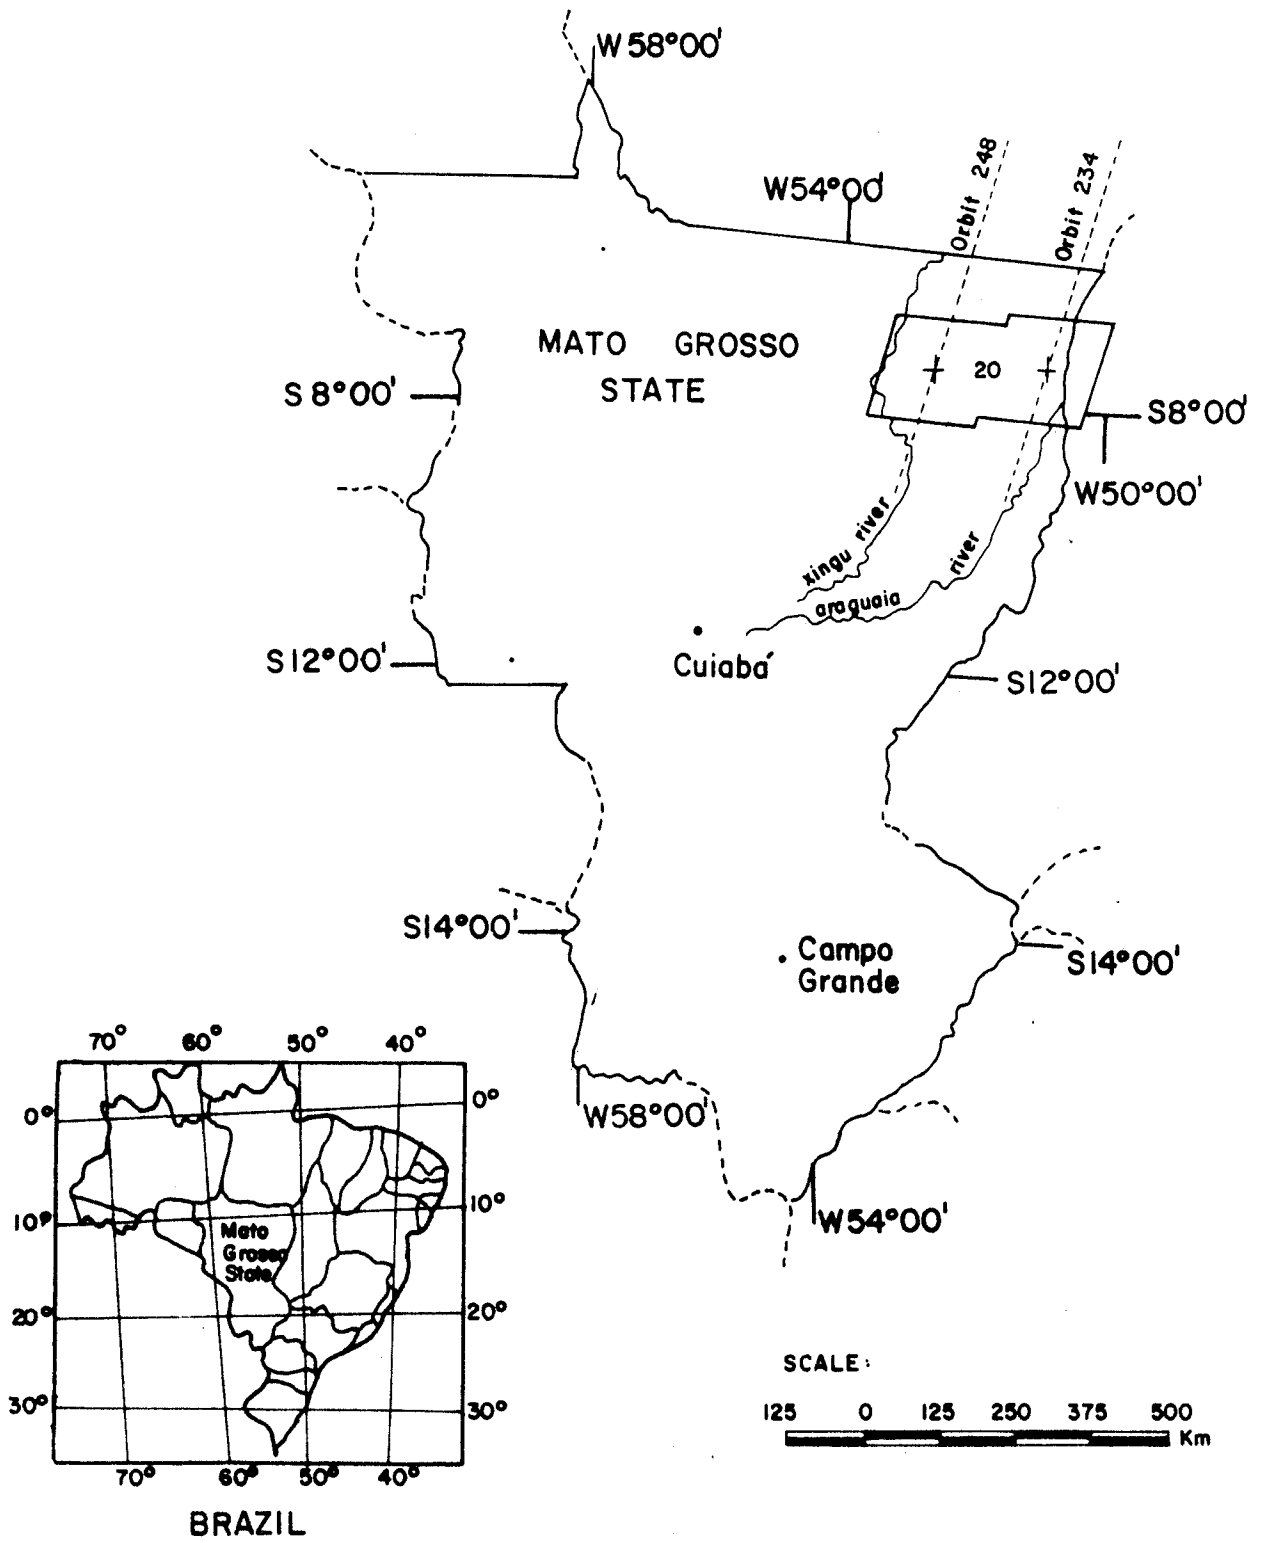 W 58°00'
W54°00'
Orbit 248
Orbit 234
MATO GROSSO
STATE
20
S 8°00'
S8°00'
W50°00'
xingu river
araguaia river
Cuiabá
S12°00'
S12°00'
S14°00'
Campo
Grande
S14°00'
W58°00'
W54°00'
70° 60° 50° 40°
0° 0°
10° 10°
Mato
Grosso
State
20° 20°
30° 30°
70° 60° 50° 40°
BRAZIL
SCALE:
125 0 125 250 375 500
Km